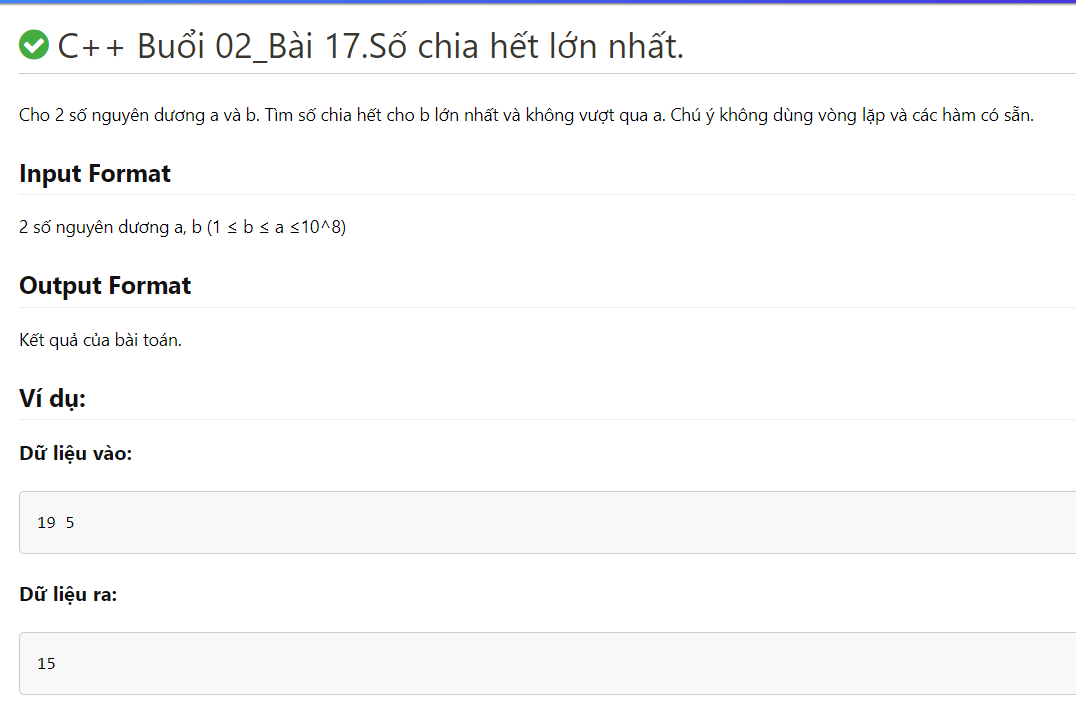 C++ Buổi 02_Bài 17.Số chia hết lớn nhất.
Cho 2 số nguyên dương a và b. Tìm số chia hết cho b lớn nhất và không vượt qua a. Chú ý không dùng vòng lặp và các hàm có sẵn.
Input Format
2 số nguyên dương a, b (1 ≤ b ≤ a ≤10^8)
Output Format
Kết quả của bài toán.
Ví dụ:
Dữ liệu vào:
19 5
Dữ liệu ra:
15